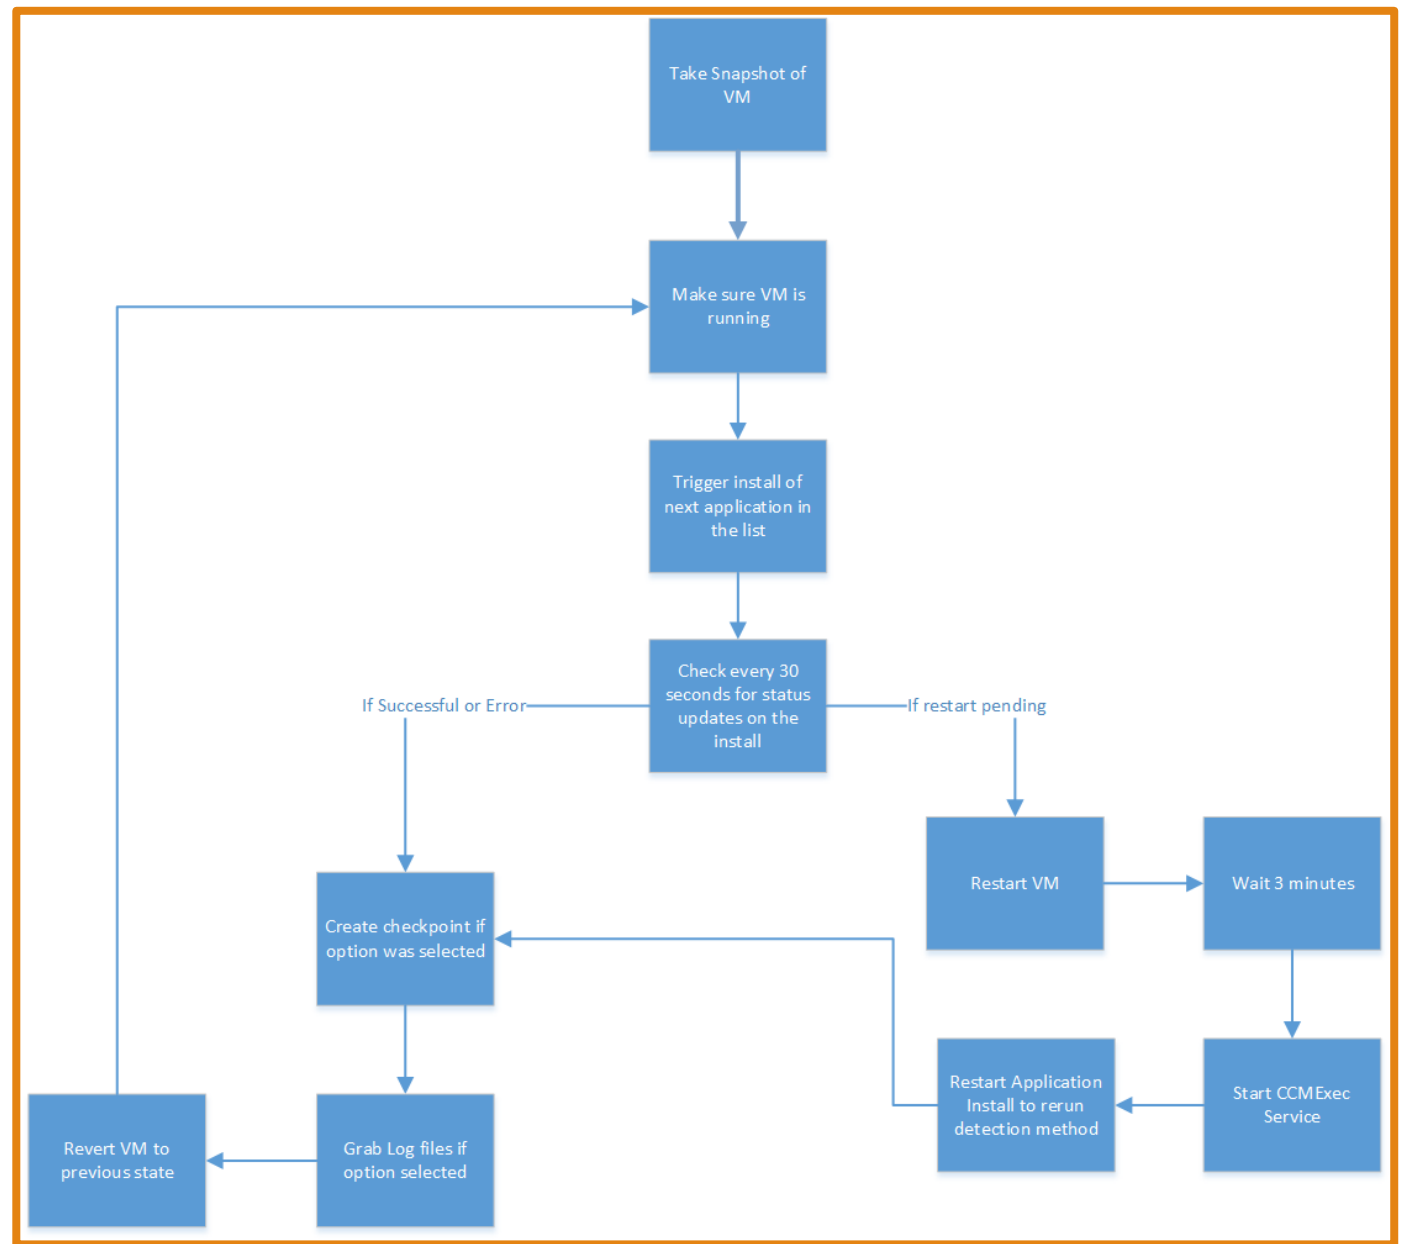 Take Snapshot of
VM
Make sure VM is
running
Trigger install of
next application in
the list
Check every 30
seconds for status
updates on the
install
If Successful or Error
If restart pending
Restart VM
Wait 3 minutes
Create checkpoint if
option was selected
Restart Application
Install to rerun
detection method
Start CCMExec
Service
Revert VM to
previous state
Grab Log files if
option selected